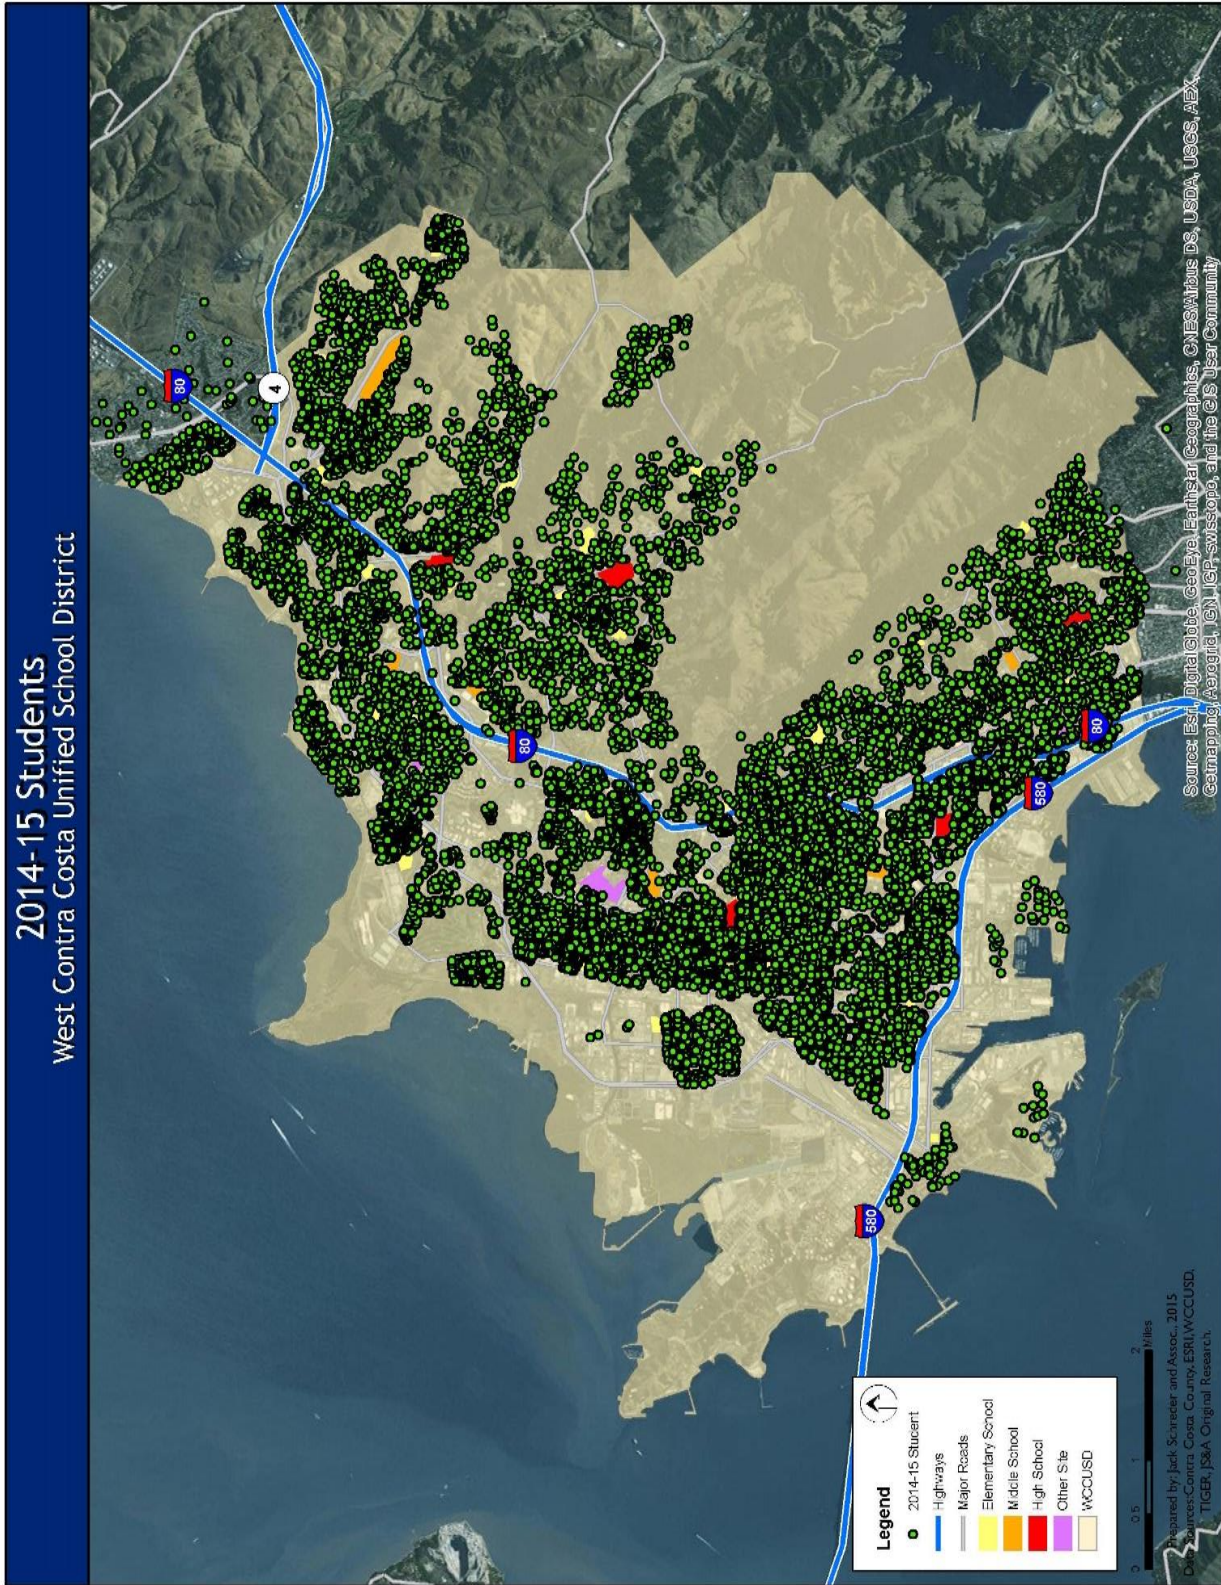 2014-15 Students
West Contra Costa Unified School District
80
4
80
80
580
580
Legend
2014-15 Stucent
Highways
Major Roads
Elementary School
Middle School
High School
Other Site
WCCUSD
0 0.5 1 2
Miles
Prepared by: Jack Schreder and Assoc., 2015
Data Sources:Contra Costa County, ESRI,WCCUSD,
TIGER, JS&A Original Research.
Source: Esri, DigitalGlobe, GeoEye, Earthstar Geographics, CNES/Airbus DS, USDA, USGS, AEX,
Getmapping, Aerogrid, IGN, IGP, swisstopo, and the GIS User Community